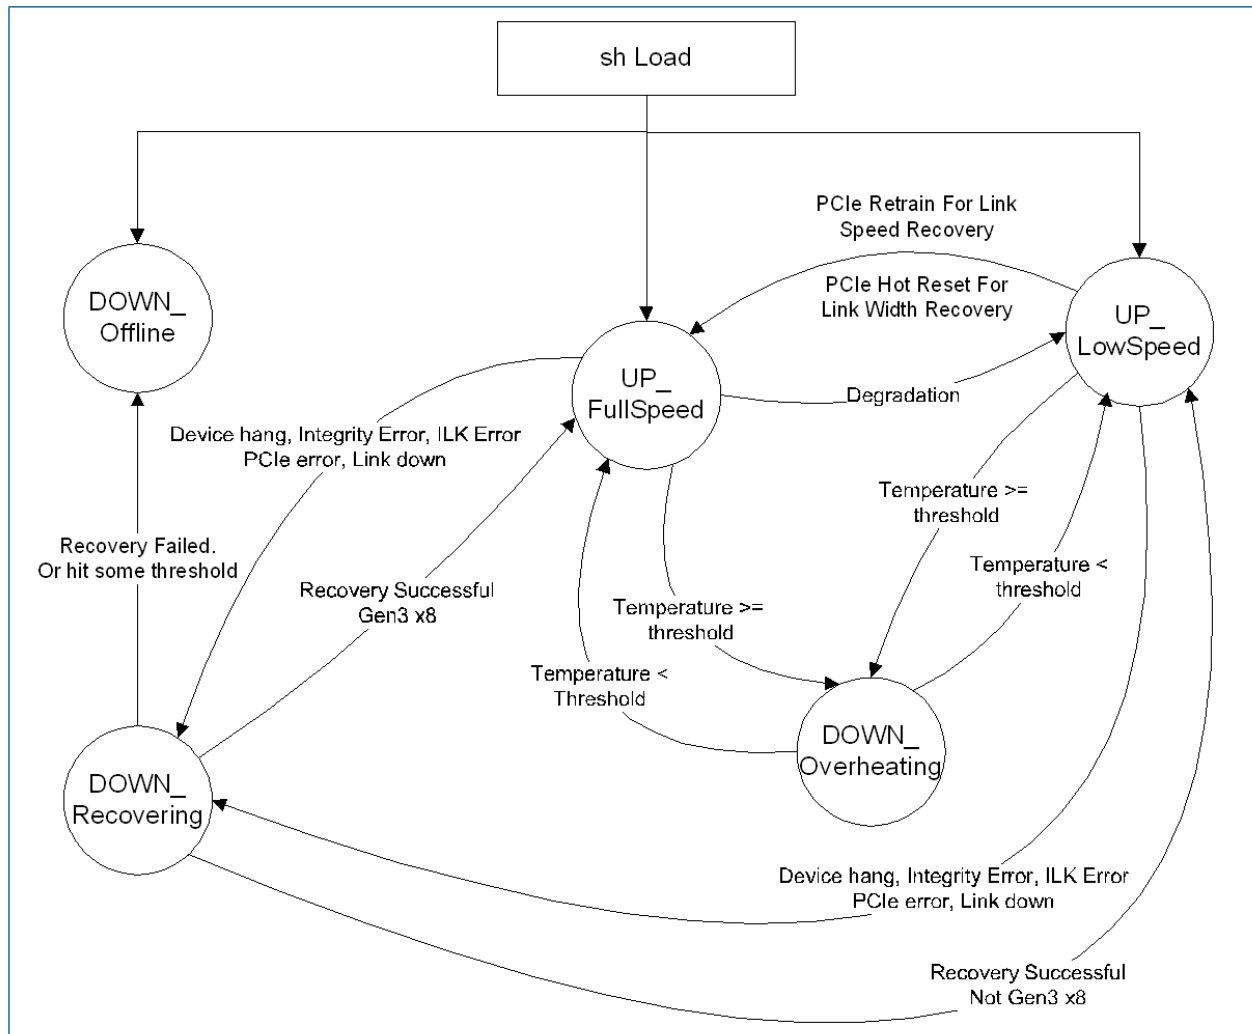 sh Load
PCIe Retrain For Link
Speed Recovery
PCIe Hot Reset For
Link Width Recovery
DOWN_
Offline
UP_
LowSpeed
UP_
FullSpeed
Degradation
Device hang, Integrity Error, ILK Error
PCIe error, Link down
Temperature >=
threshold
Recovery Failed.
Or hit some threshold
Temperature <
threshold
Recovery Successful
Gen3 x8
Temperature >=
threshold
Temperature <
Threshold
DOWN_
Overheating
DOWN_
Recovering
Device hang, Integrity Error, ILK Error
PCIe error, Link down
Recovery Successful
Not Gen3 x8